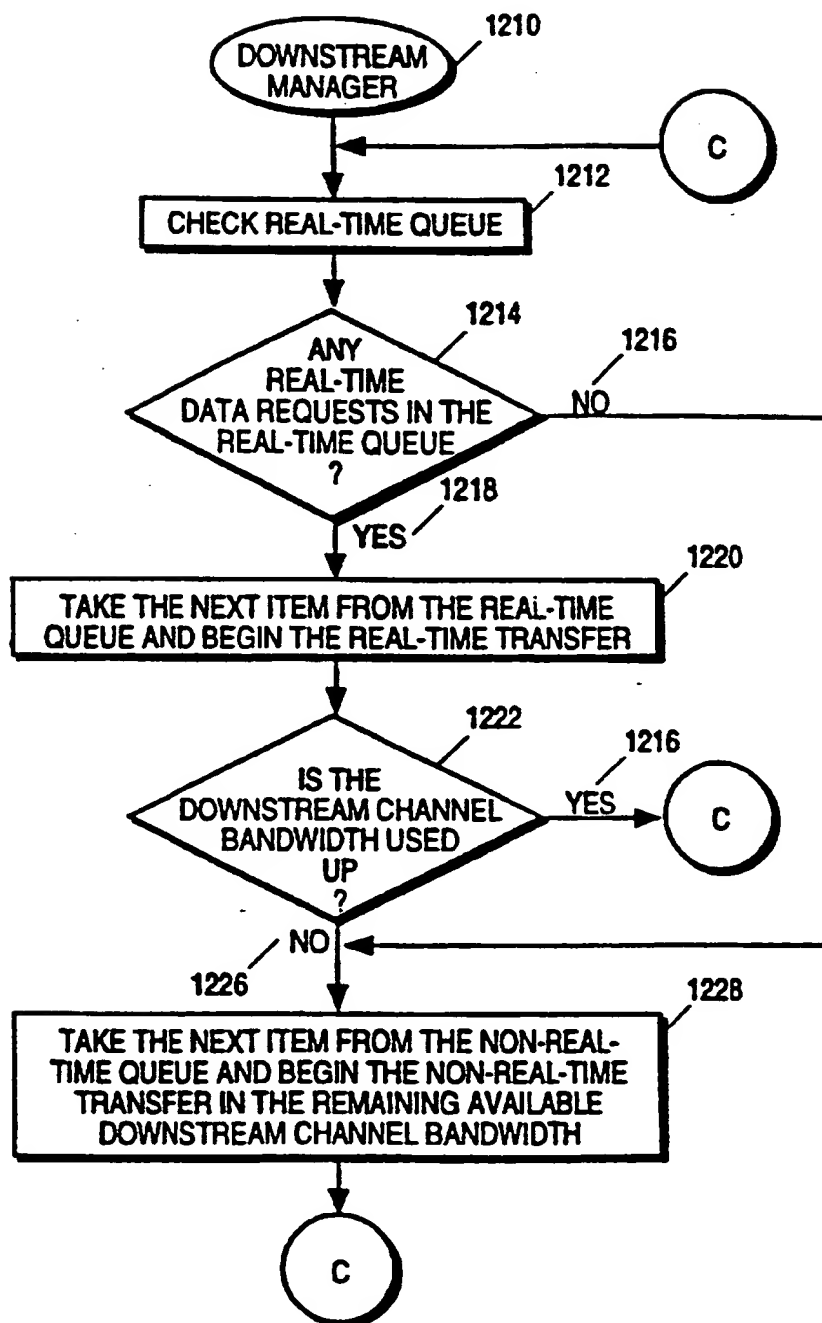 1210
DOWNSTREAM
MANAGER
C
1212
CHECK REAL-TIME QUEUE
1214
ANY
REAL-TIME
DATA REQUESTS IN THE
REAL-TIME QUEUE
?
1216
NO
1218
YES
1220
TAKE THE NEXT ITEM FROM THE REAL-TIME
QUEUE AND BEGIN THE REAL-TIME TRANSFER
1222
IS THE
DOWNSTREAM CHANNEL
BANDWIDTH USED
UP
?
1216
YES
C
NO
1226
1228
TAKE THE NEXT ITEM FROM THE NON-REAL-
TIME QUEUE AND BEGIN THE NON-REAL-TIME
TRANSFER IN THE REMAINING AVAILABLE
DOWNSTREAM CHANNEL BANDWIDTH
C